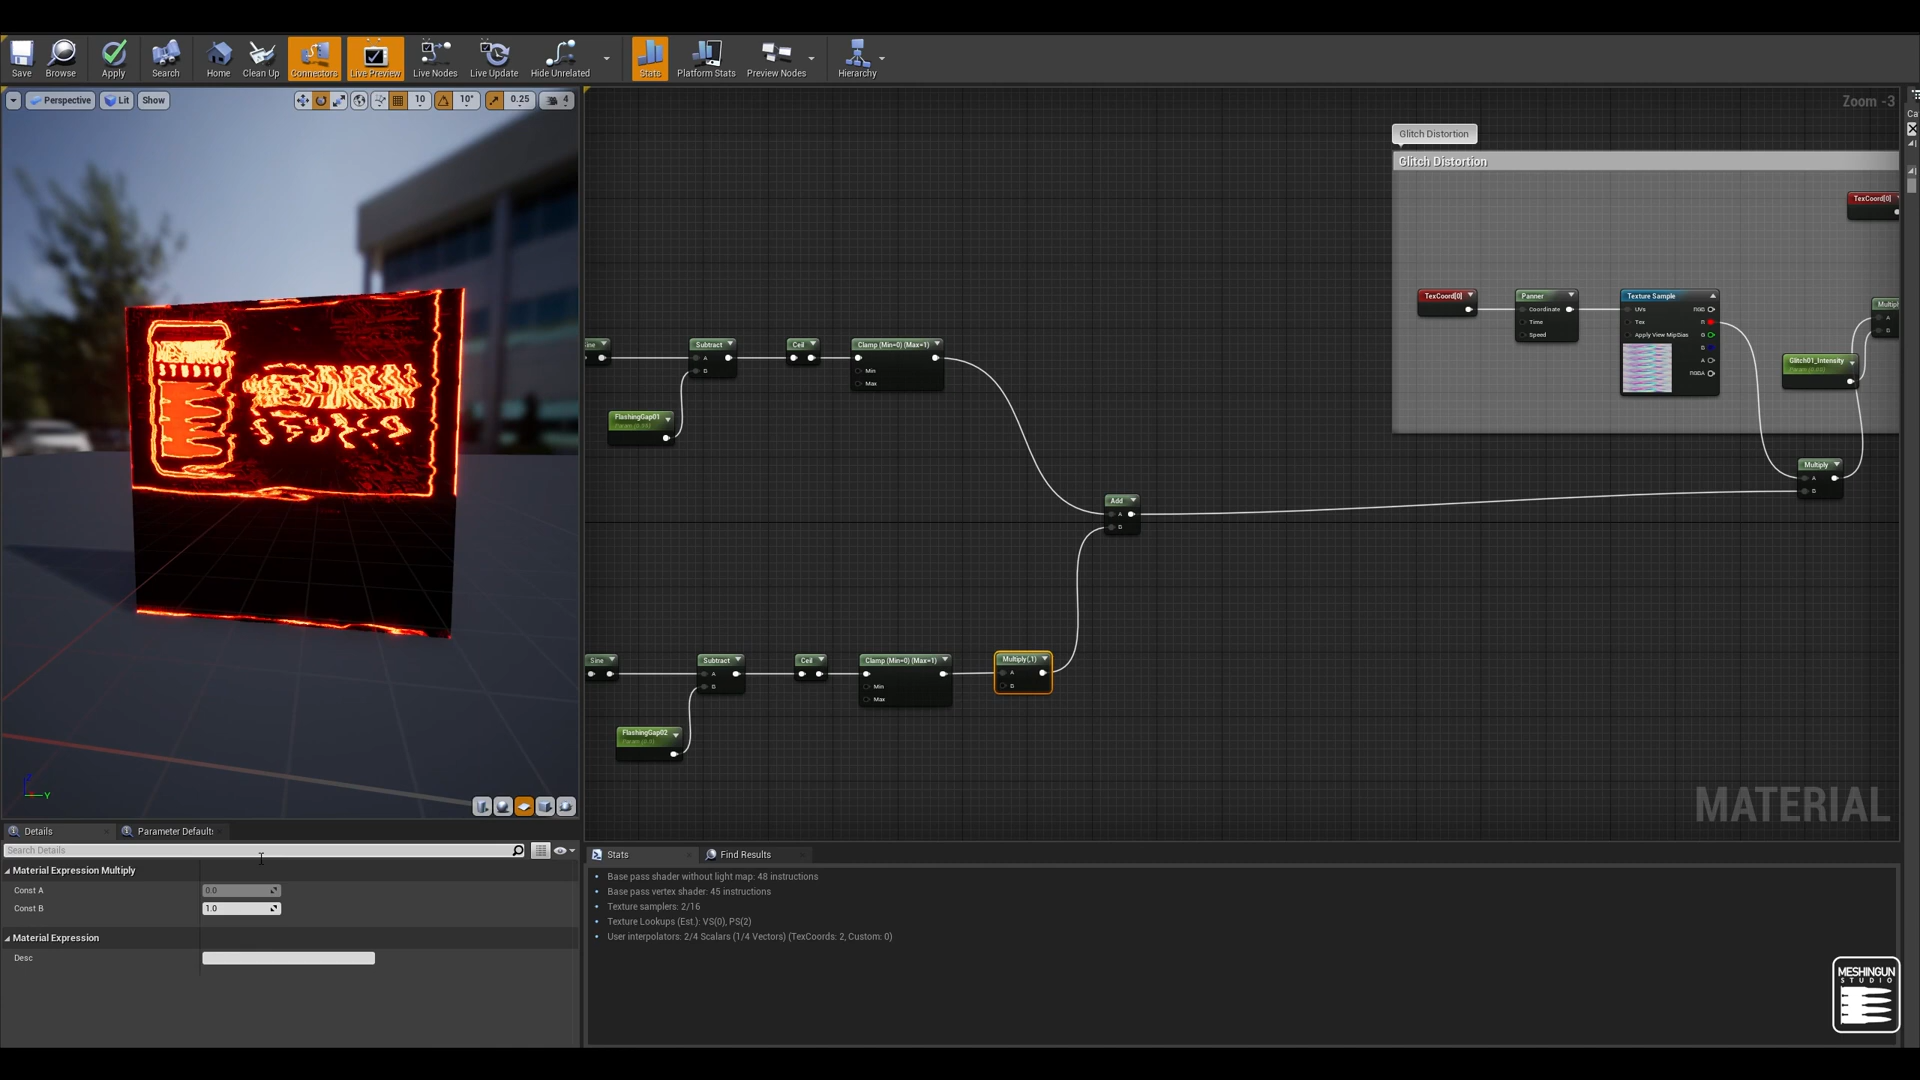 Save
Browse
Apply
Search
Home
Clean Up
Connectors
Live Preview
Live Nodes
Live Update
Hide Unrelated
Stats
Platform Stats
Preview Nodes
Hierarchy
Perspective
Lit
Show
10
10°
0.25
4
Zoom -3
Ca
Glitch Distortion
Glitch Distortion
TexCoord[0]
TexCoord[0]
Panner
Coordinate
Time
Speed
Texture Sample
UVs
RGB
Tex
R
Apply View MipBias
G
B
A
RGBA
Multipl
A
B
Glitch01_Intensity
Multiply
A
B
ine
Subtract
A
B
Ceil
Clamp (Min=0) (Max=1)
Min
Max
FlashingGap01
Add
A
B
Sine
Subtract
A
B
Ceil
Clamp (Min=0) (Max=1)
Min
Max
Multiply(,1)
A
B
FlashingGap02
STUDIO
Y
MATERIAL
Details
Parameter Default
Search Details
Material Expression Multiply
Const A
0.0
Const B
1.0
Material Expression
Desc
Stats
Find Results
Base pass shader without light map: 48 instructions
Base pass vertex shader: 45 instructions
Texture samplers: 2/16
Texture Lookups (Est.): VS(0), PS(2)
User interpolators: 2/4 Scalars (1/4 Vectors) (TexCoords: 2, Custom: 0)
MESHINGUN
STUDIO